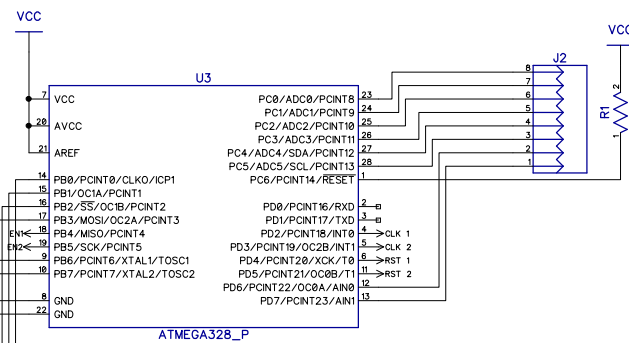 VCC
VCC
J2
U3
R1
2
1
8
7
6
5
4
3
2
1
7 VCC
20 AVCC
21 AREF
14 PB0/PCINT0/CLKO/ICP1
15 PB1/OC1A/PCINT1
16 PB2/SS/OC1B/PCINT2
17 PB3/MOSI/OC2A/PCINT3
EN1 18 PB4/MISO/PCINT4
EN2 19 PB5/SCK/PCINT5
9 PB6/PCINT6/XTAL1/TOSC1
10 PB7/PCINT7/XTAL2/TOSC2
8 GND
22 GND
PC0/ADC0/PCINT8 23
PC1/ADC1/PCINT9 24
PC2/ADC2/PCINT10 25
PC3/ADC3/PCINT11 26
PC4/ADC4/SDA/PCINT12 27
PC5/ADC5/SCL/PCINT13 28
PC6/PCINT14/RESET 1
PD0/PCINT16/RXD 2
PD1/PCINT17/TXD 3
PD2/PCINT18/INT0 4 CLK 1
PD3/PCINT19/OC2B/INT1 5 CLK 2
PD4/PCINT20/XCK/T0 6 RST 1
PD5/PCINT21/OC0B/T1 11 RST 2
PD6/PCINT22/OC0A/AIN0 12
PD7/PCINT23/AIN1 13
ATMEGA328_P